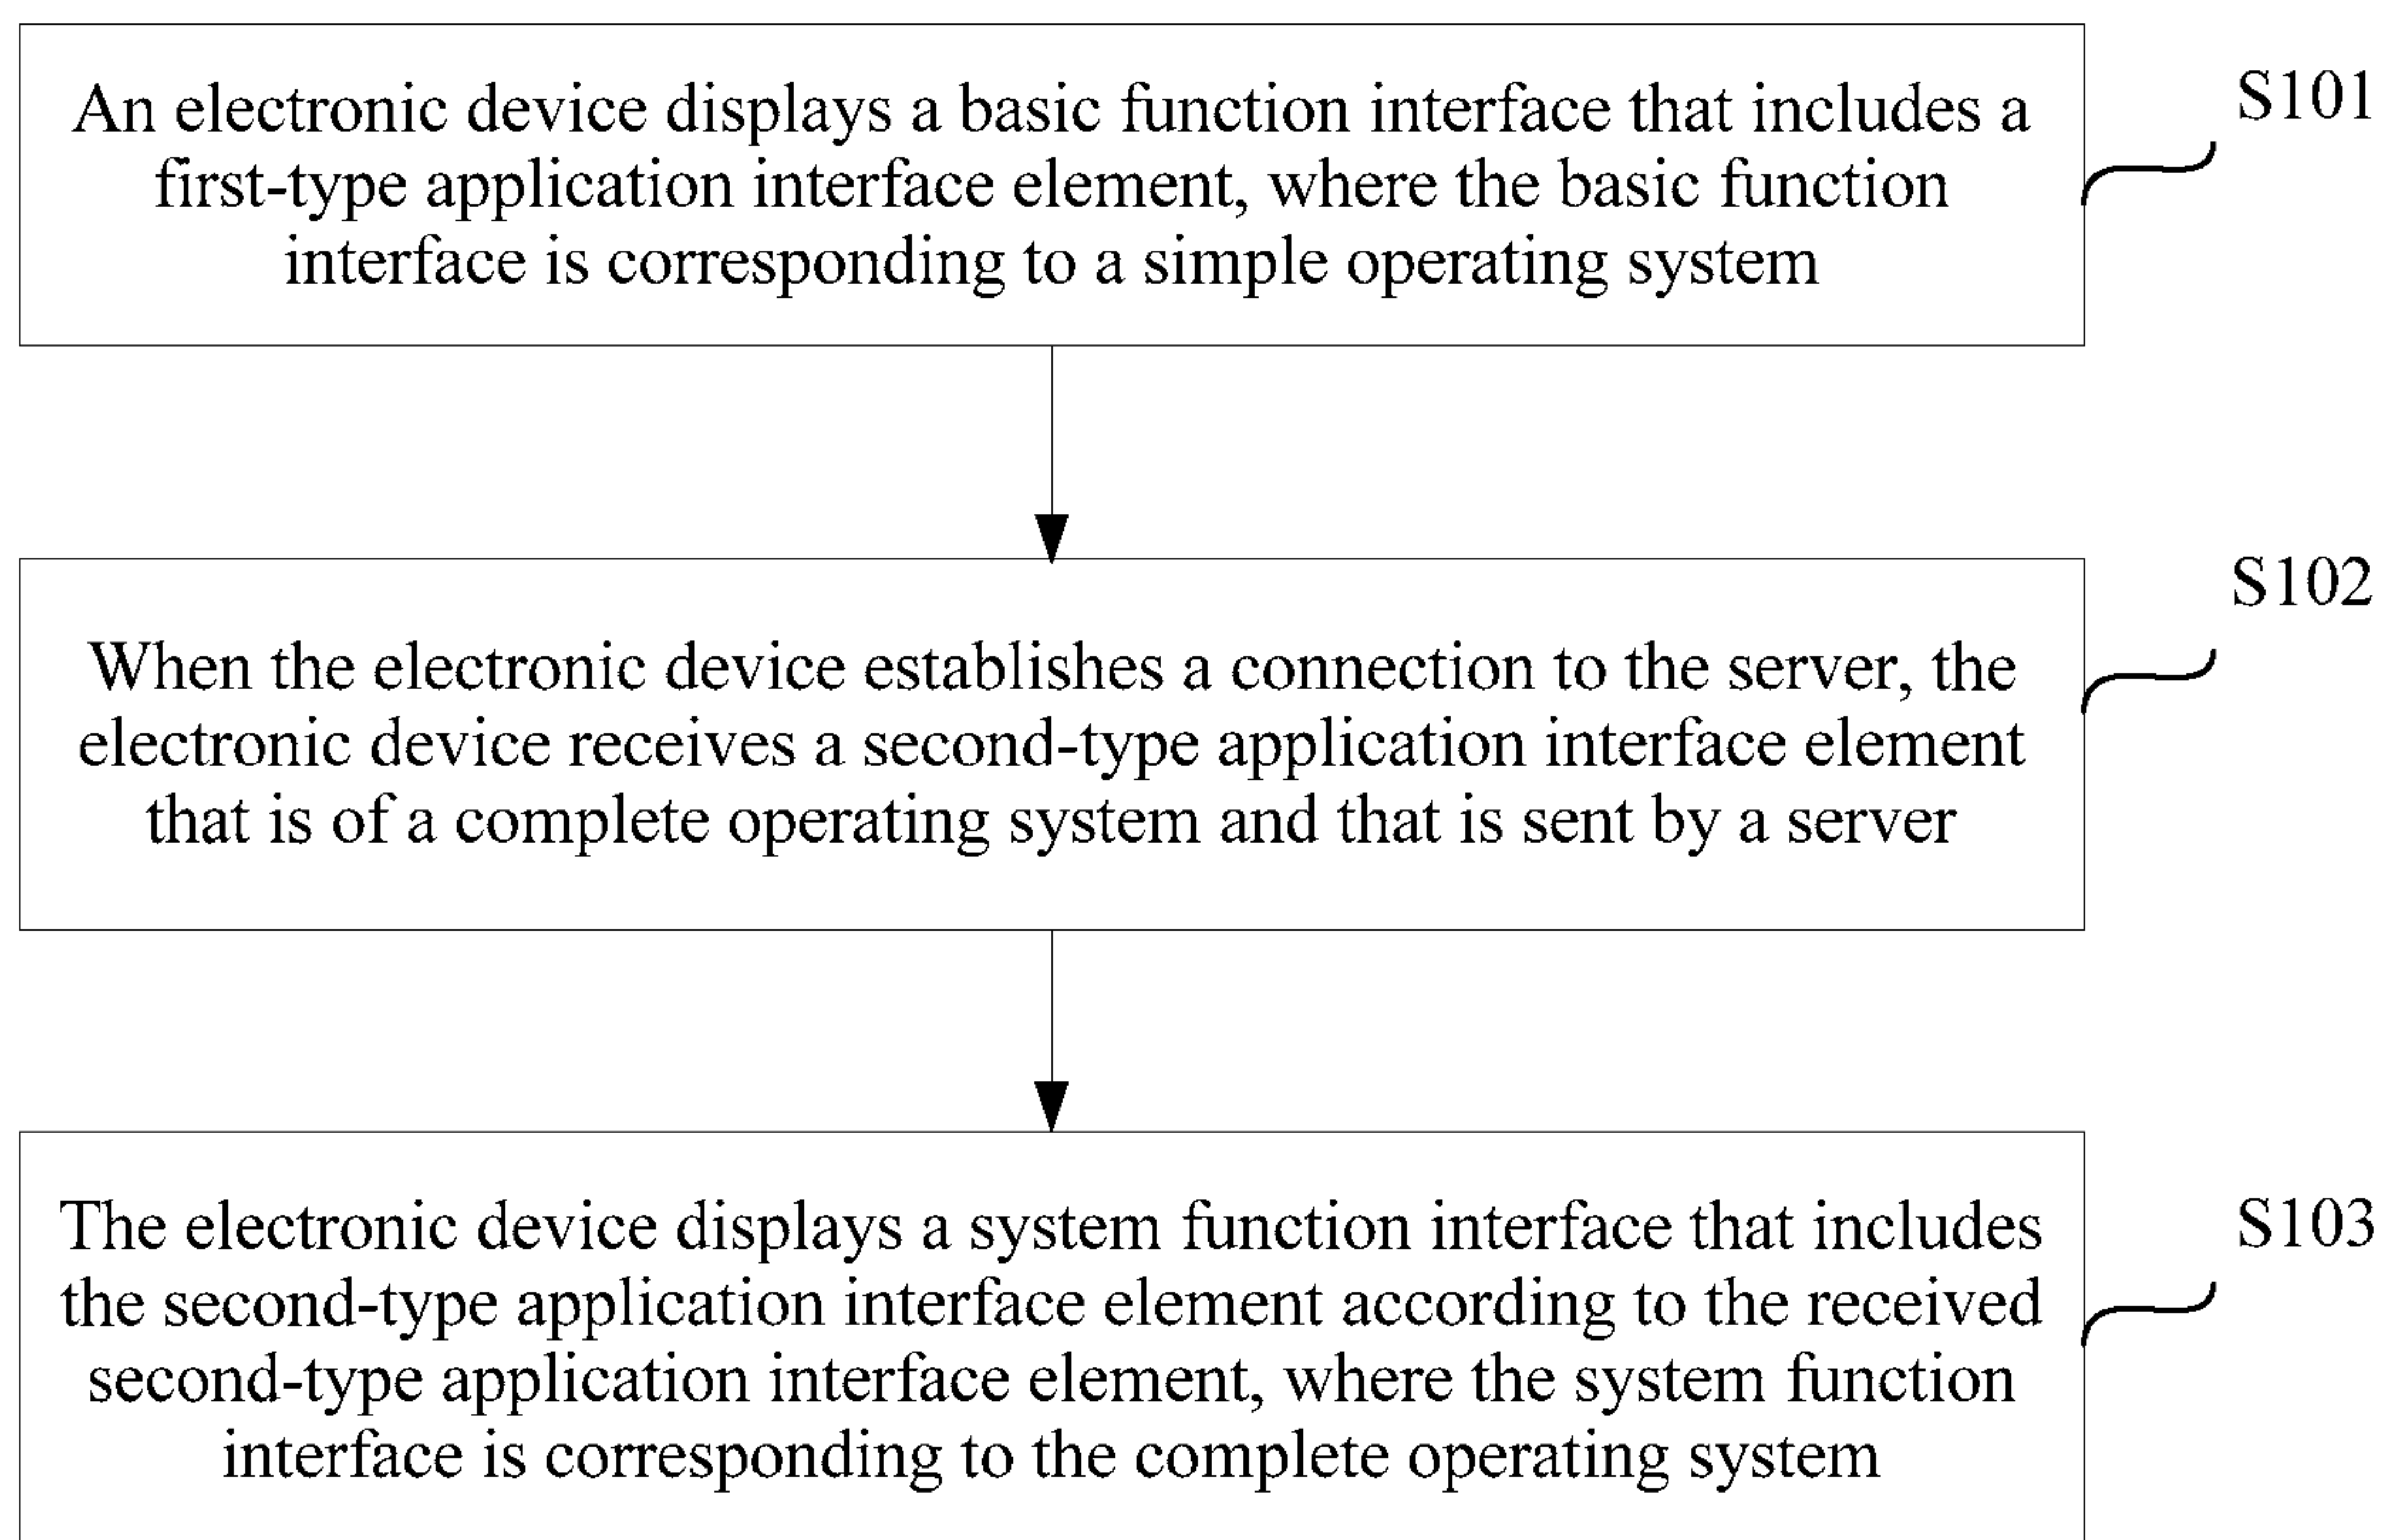 An electronic device displays a basic function interface that includes a
first-type application interface element, where the basic function
interface is corresponding to a simple operating system
S101
When the electronic device establishes a connection to the server, the
electronic device receives a second-type application interface element
that is of a complete operating system and that is sent by a server
S102
The electronic device displays a system function interface that includes
the second-type application interface element according to the received
second-type application interface element, where the system function
interface is corresponding to the complete operating system
S103